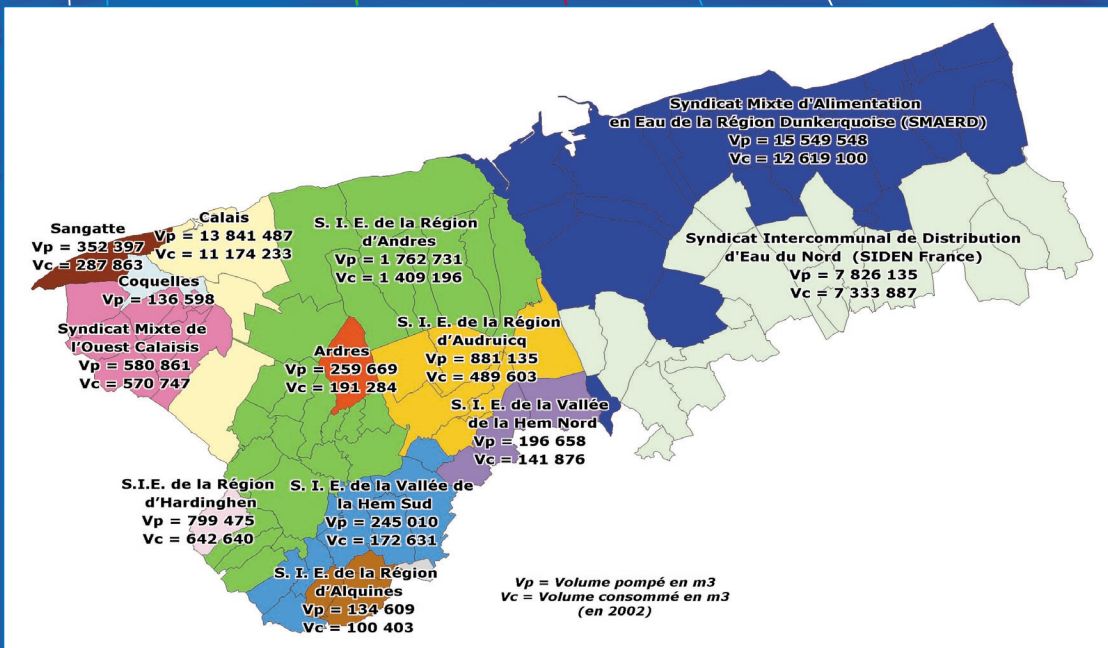 Syndicat Mixte d'Alimentation
en Eau de la Région Dunkerquoise (SMAERD)
Vp = 15 549 548
Vc = 12 619 100
Sangatte
Vp = 352 397
Vc = 287 863
Calais
Vp = 13 841 487
Vc = 11 174 233
S. I. E. de la Région
d'Andres
Vp = 1 762 731
Vc = 1 409 196
Syndicat Intercommunal de Distribution
d'Eau du Nord (SIDEN France)
Vp = 7 826 135
Vc = 7 333 887
Coquelles
Vp = 136 598
Syndicat Mixte de
l'Ouest Calaisis
Vp = 580 861
Vc = 570 747
Ardres
Vp = 259 669
Vc = 191 284
S. I. E. de la Région
d'Audruicq
Vp = 881 135
Vc = 489 603
S. I. E. de la Vallée
de la Hem Nord
Vp = 196 658
Vc = 141 876
S.I.E. de la Région
d'Hardinghen
Vp = 799 475
Vc = 642 640
S. I. E. de la Vallée de
la Hem Sud
Vp = 245 010
Vc = 172 631
S. I. E. de la Région
d'Alquines
Vp = 134 609
Vc = 100 403
Vp = Volume pompé en m3
Vc = Volume consommé en m3
(en 2002)